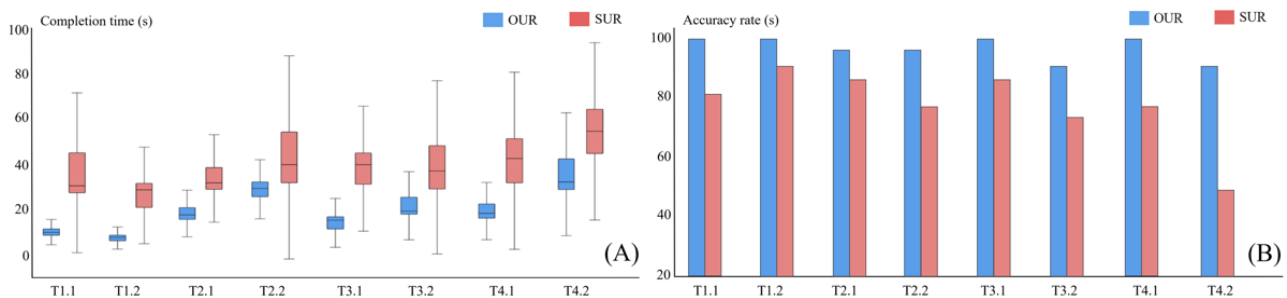 Completion time (s)
OUR
SUR
100
80
60
40
20
0
T1.1
T1.2
T2.1
T2.2
T3.1
T3.2
T4.1
T4.2
(A)
Accuracy rate (s)
OUR
SUR
100
80
60
40
20
T1.1
T1.2
T2.1
T2.2
T3.1
T3.2
T4.1
T4.2
(B)